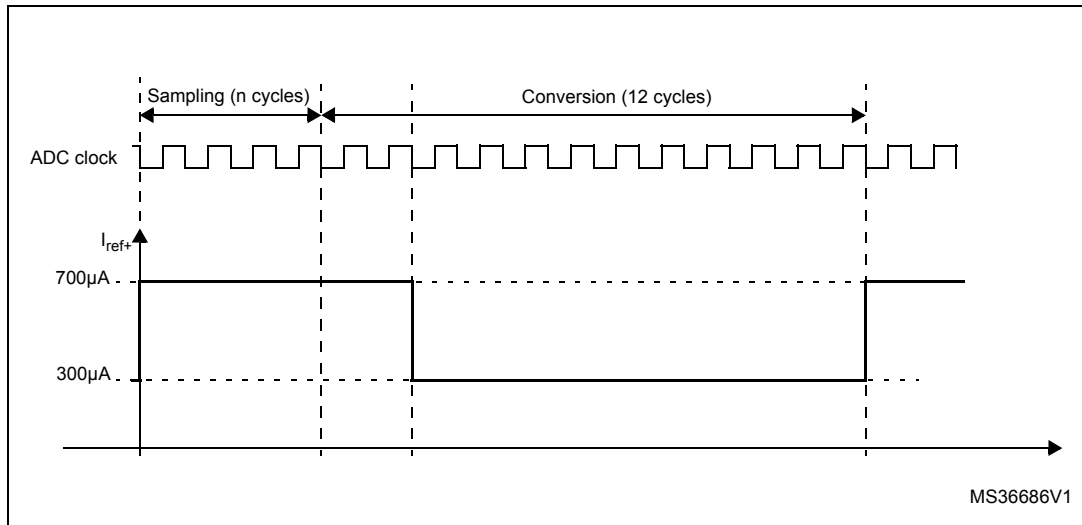 Sampling (n cycles)
Conversion (12 cycles)
ADC clock
Iref+
700µA
300µA
MS36686V1